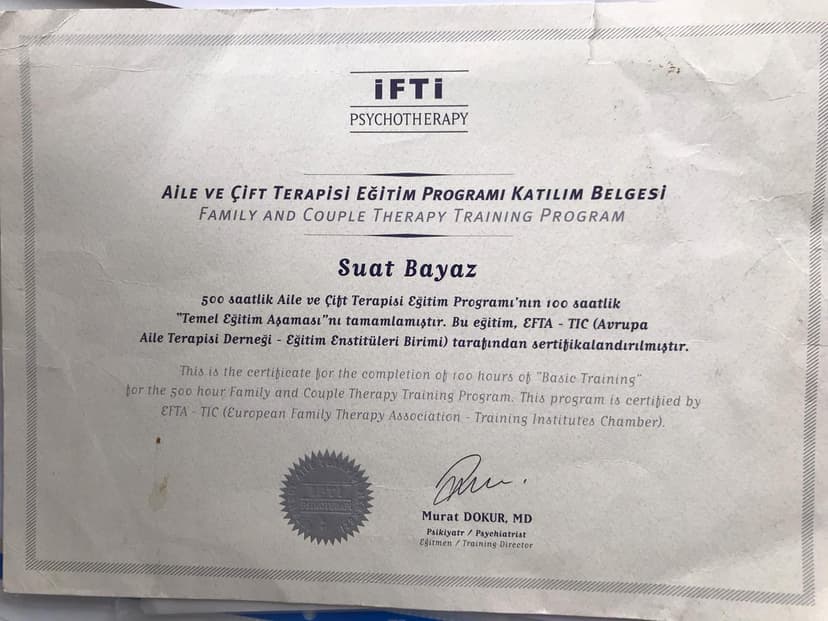 iFTi
PSYCHOTHERAPY
AİLE VE ÇİFT TERAPİSİ EĞİTİM PROGRAMI KATILIM BELGESİ
FAMILY AND COUPLE THERAPY TRAINING PROGRAM
Suat Bayaz
500 saatlik Aile ve Çift Terapisi Eğitim Programı'nın 100 saatlik
"Temel Eğitim Aşaması"nı tamamlamıştır. Bu eğitim, EFTA - TIC (Avrupa
Aile Terapisi Derneği - Eğitim Enstitüleri Birimi) tarafından sertifikalandırılmıştır.
This is the certificate for the completion of 100 hours of "Basic Training"
for the 500 hour Family and Couple Therapy Training Program. This program is certified by
EFTA - TIC (European Family Therapy Association - Training Institutes Chamber).
iFTi
Murat DOKUR, MD
Psikiyatr / Psychiatrist
Eğitmen / Training Director